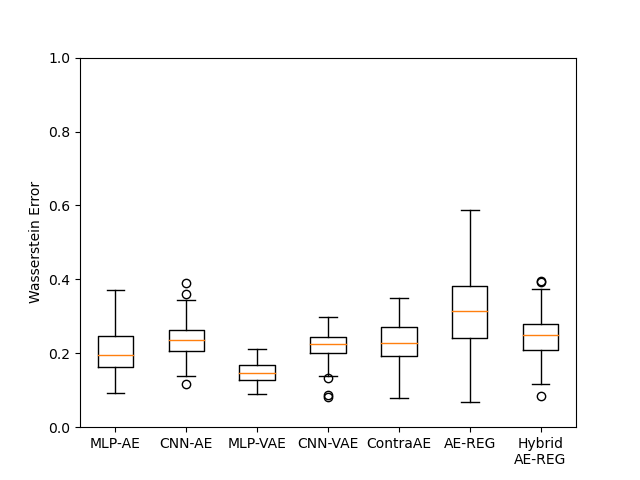 1.0
0.8
0.6
0.4
0.2
0.0
Wasserstein Error
MLP-AE
CNN-AE
MLP-VAE
CNN-VAE
ContraAE
AE-REG
Hybrid
AE-REG